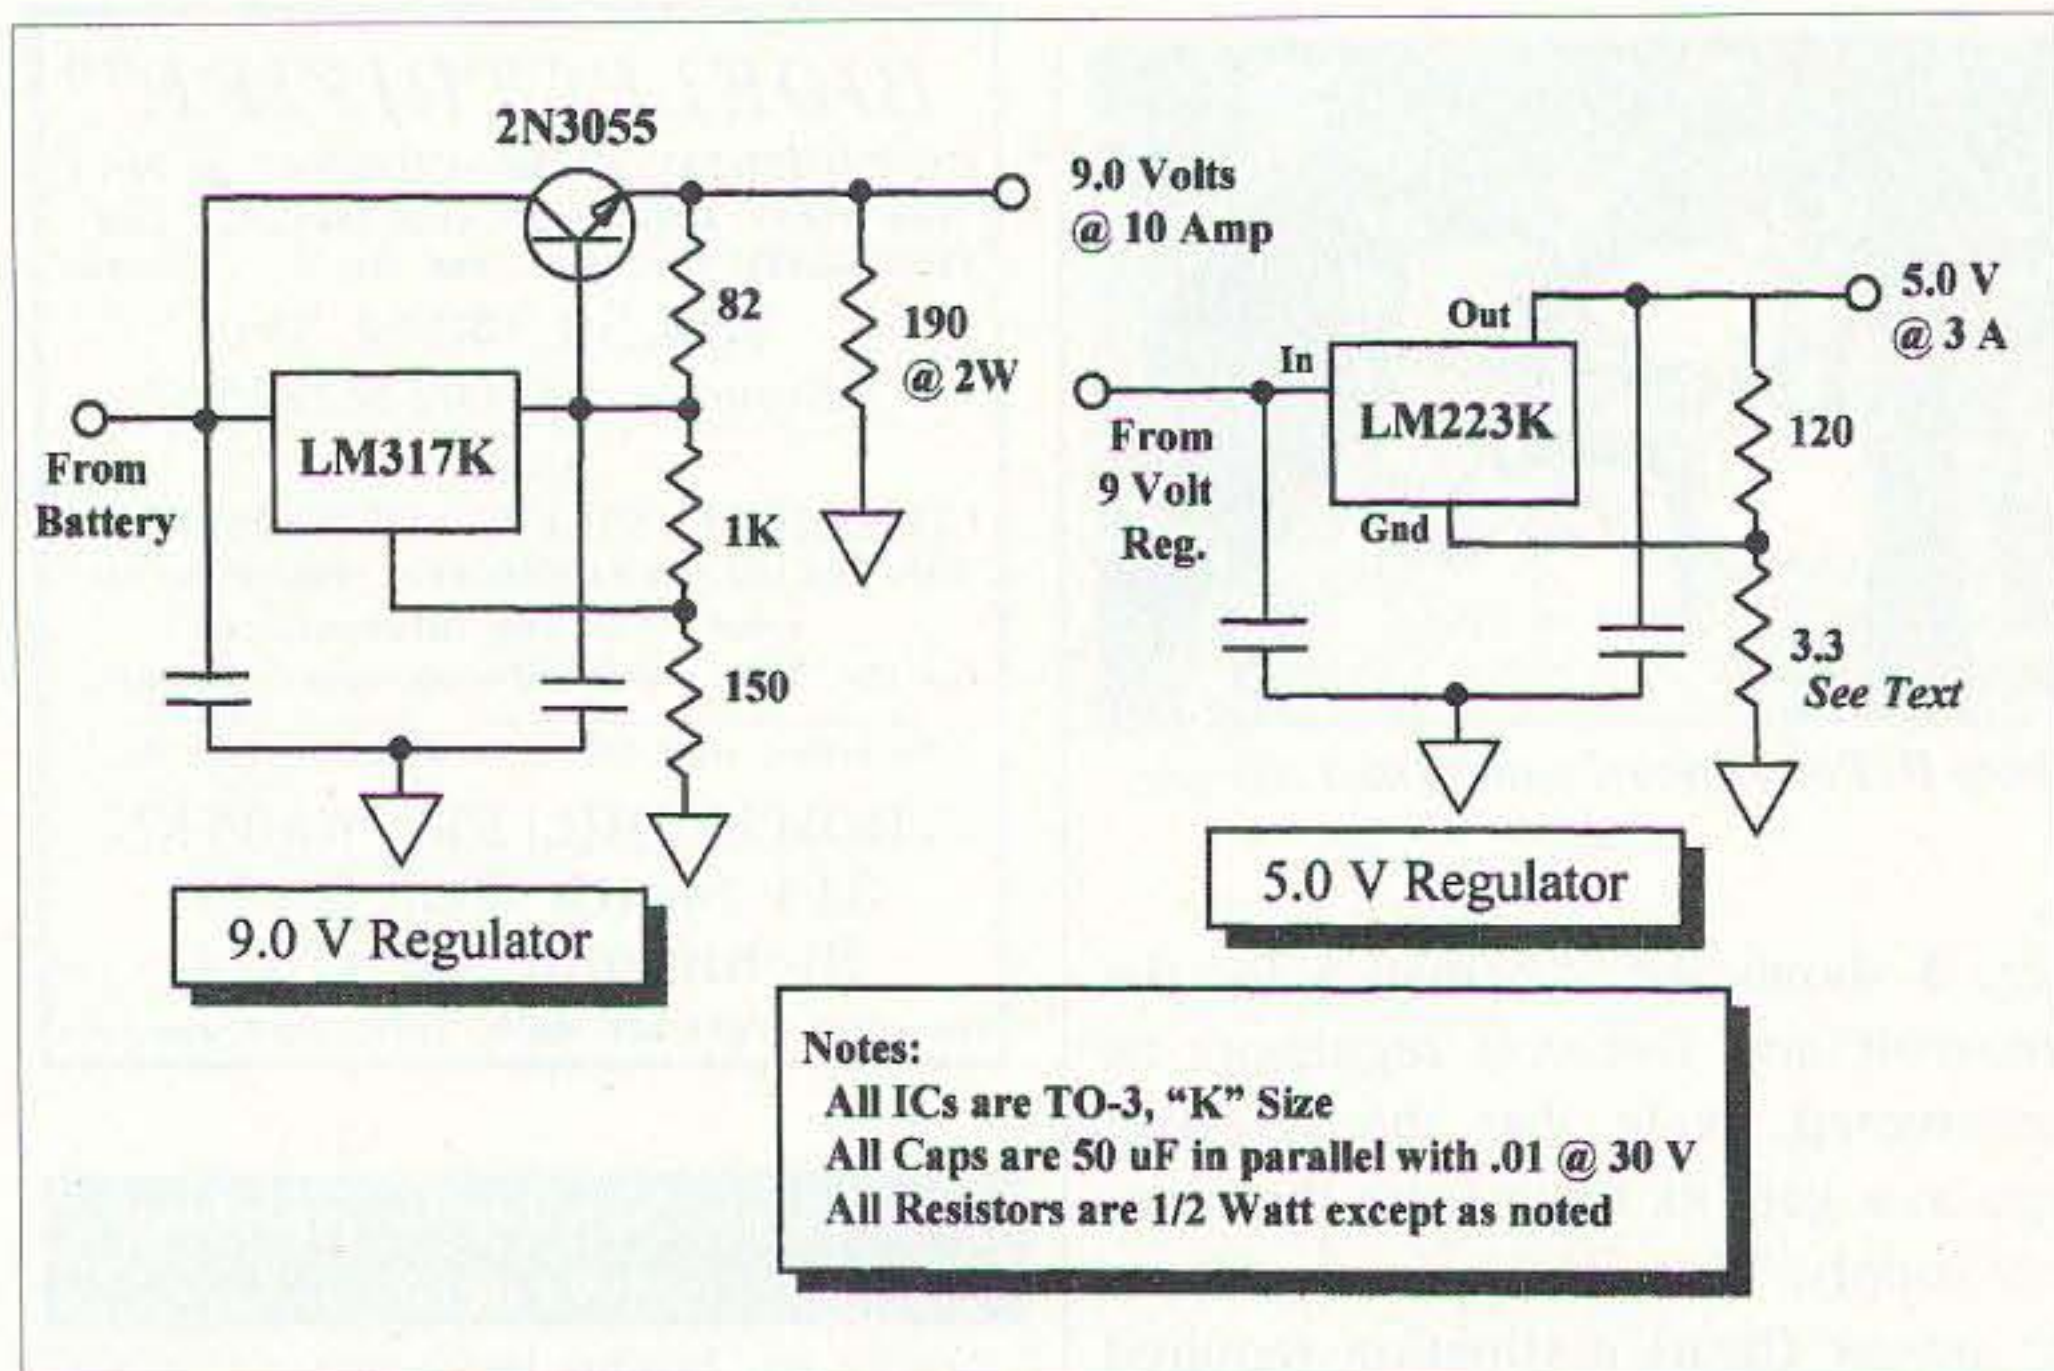 2N3055
9.0 Volts
@ 10 Amp
82
190
@ 2W
From
Battery
LM317K
1K
150
9.0 V Regulator
5.0 V
@ 3 A
Out
In
LM223K
From
9 Volt
Reg.
Gnd
120
3.3
See Text
5.0 V Regulator
Notes:
All ICs are TO-3, “K” Size
All Caps are 50 uF in parallel with .01 @ 30 V
All Resistors are 1/2 Watt except as noted